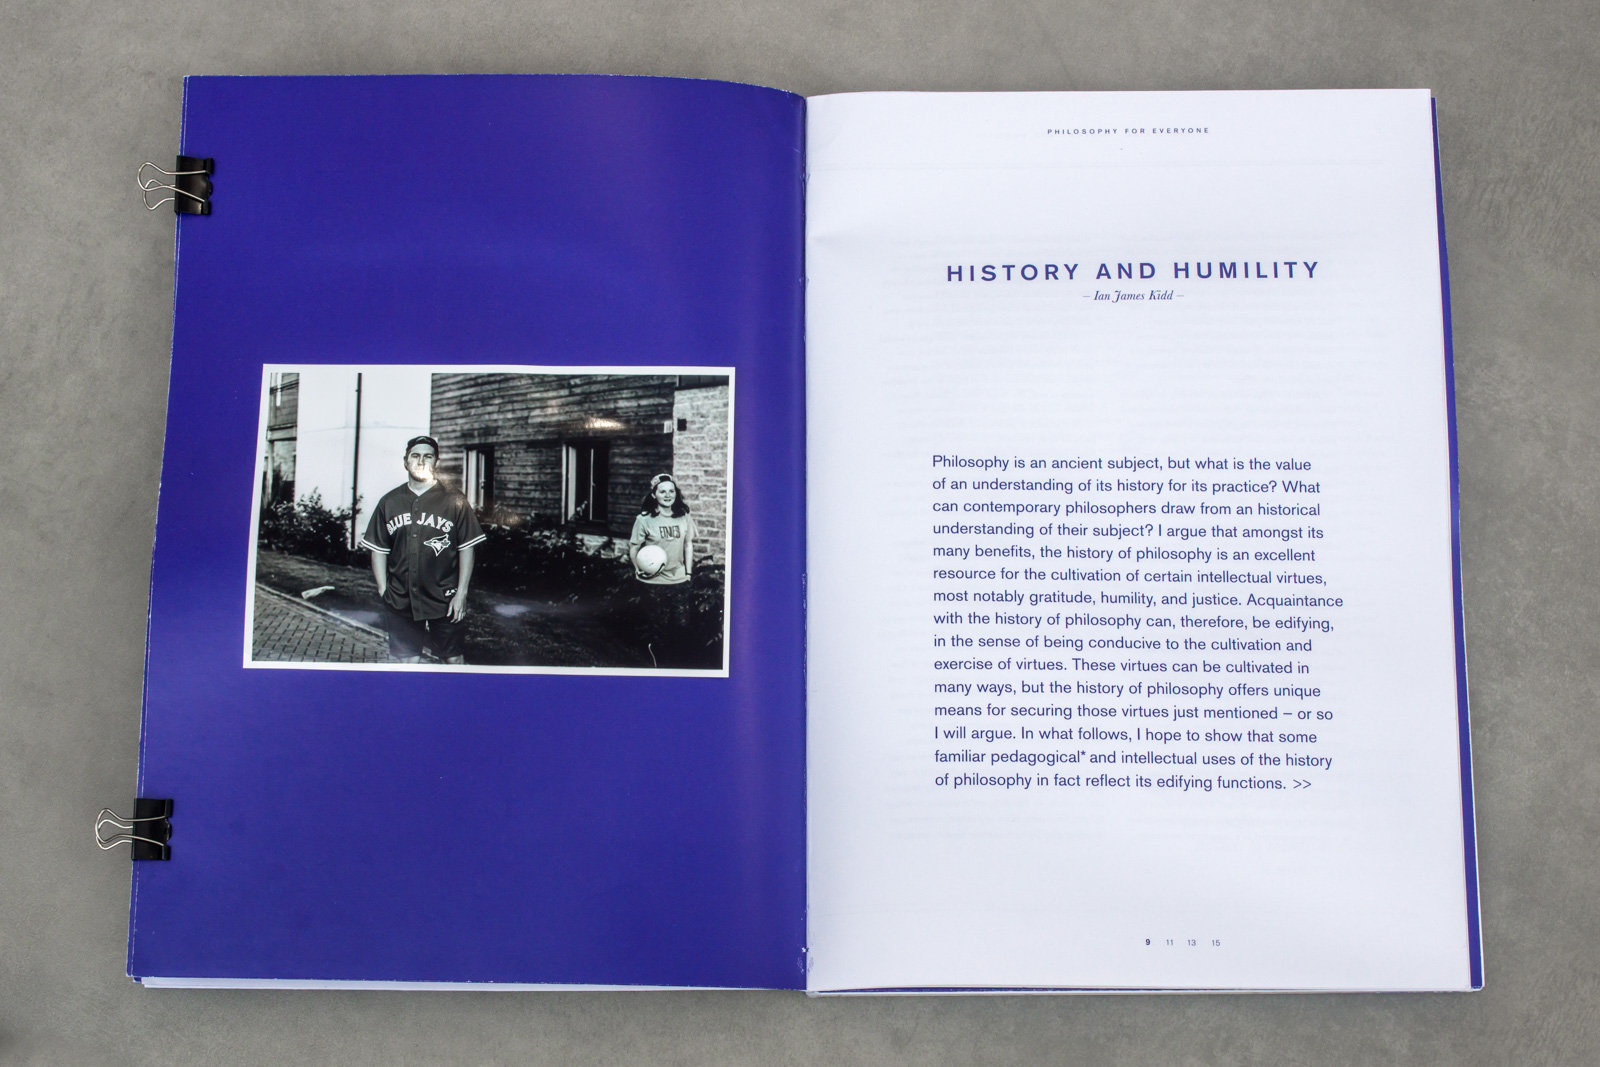 BLUE JAYS
PHILOSOPHY FOR EVERYONE
HISTORY AND HUMILITY
– Ian James Kidd –
Philosophy is an ancient subject, but what is the value
of an understanding of its history for its practice? What
can contemporary philosophers draw from an historical
understanding of their subject? I argue that amongst its
many benefits, the history of philosophy is an excellent
resource for the cultivation of certain intellectual virtues,
most notably gratitude, humility, and justice. Acquaintance
with the history of philosophy can, therefore, be edifying,
in the sense of being conducive to the cultivation and
exercise of virtues. These virtues can be cultivated in
many ways, but the history of philosophy offers unique
means for securing those virtues just mentioned – or so
I will argue. In what follows, I hope to show that some
familiar pedagogical* and intellectual uses of the history
of philosophy in fact reflect its edifying functions. >>
9 11 13 15